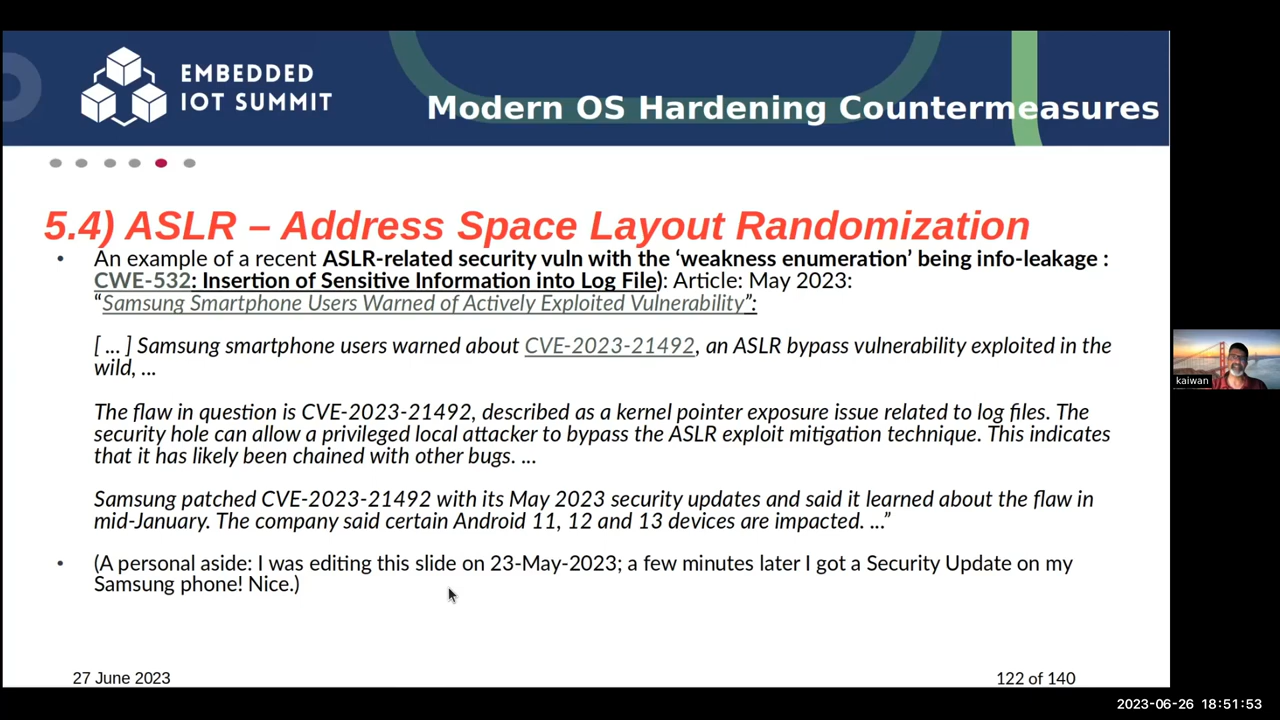 EMBEDDED
IOT SUMMIT
Modern OS Hardening Countermeasures
5.4) ASLR – Address Space Layout Randomization
• An example of a recent ASLR-related security vuln with the ‘weakness enumeration’ being info-leakage :
CWE-532: Insertion of Sensitive Information into Log File): Article: May 2023:
“Samsung Smartphone Users Warned of Actively Exploited Vulnerability”:
[ ... ] Samsung smartphone users warned about CVE-2023-21492, an ASLR bypass vulnerability exploited in the
wild, ...
The flaw in question is CVE-2023-21492, described as a kernel pointer exposure issue related to log files. The
security hole can allow a privileged local attacker to bypass the ASLR exploit mitigation technique. This indicates
that it has likely been chained with other bugs. ...
Samsung patched CVE-2023-21492 with its May 2023 security updates and said it learned about the flaw in
mid-January. The company said certain Android 11, 12 and 13 devices are impacted. ...”
• (A personal aside: I was editing this slide on 23-May-2023; a few minutes later I got a Security Update on my
Samsung phone! Nice.)
kaiwan
27 June 2023
122 of 140
2023-06-26 18:51:53